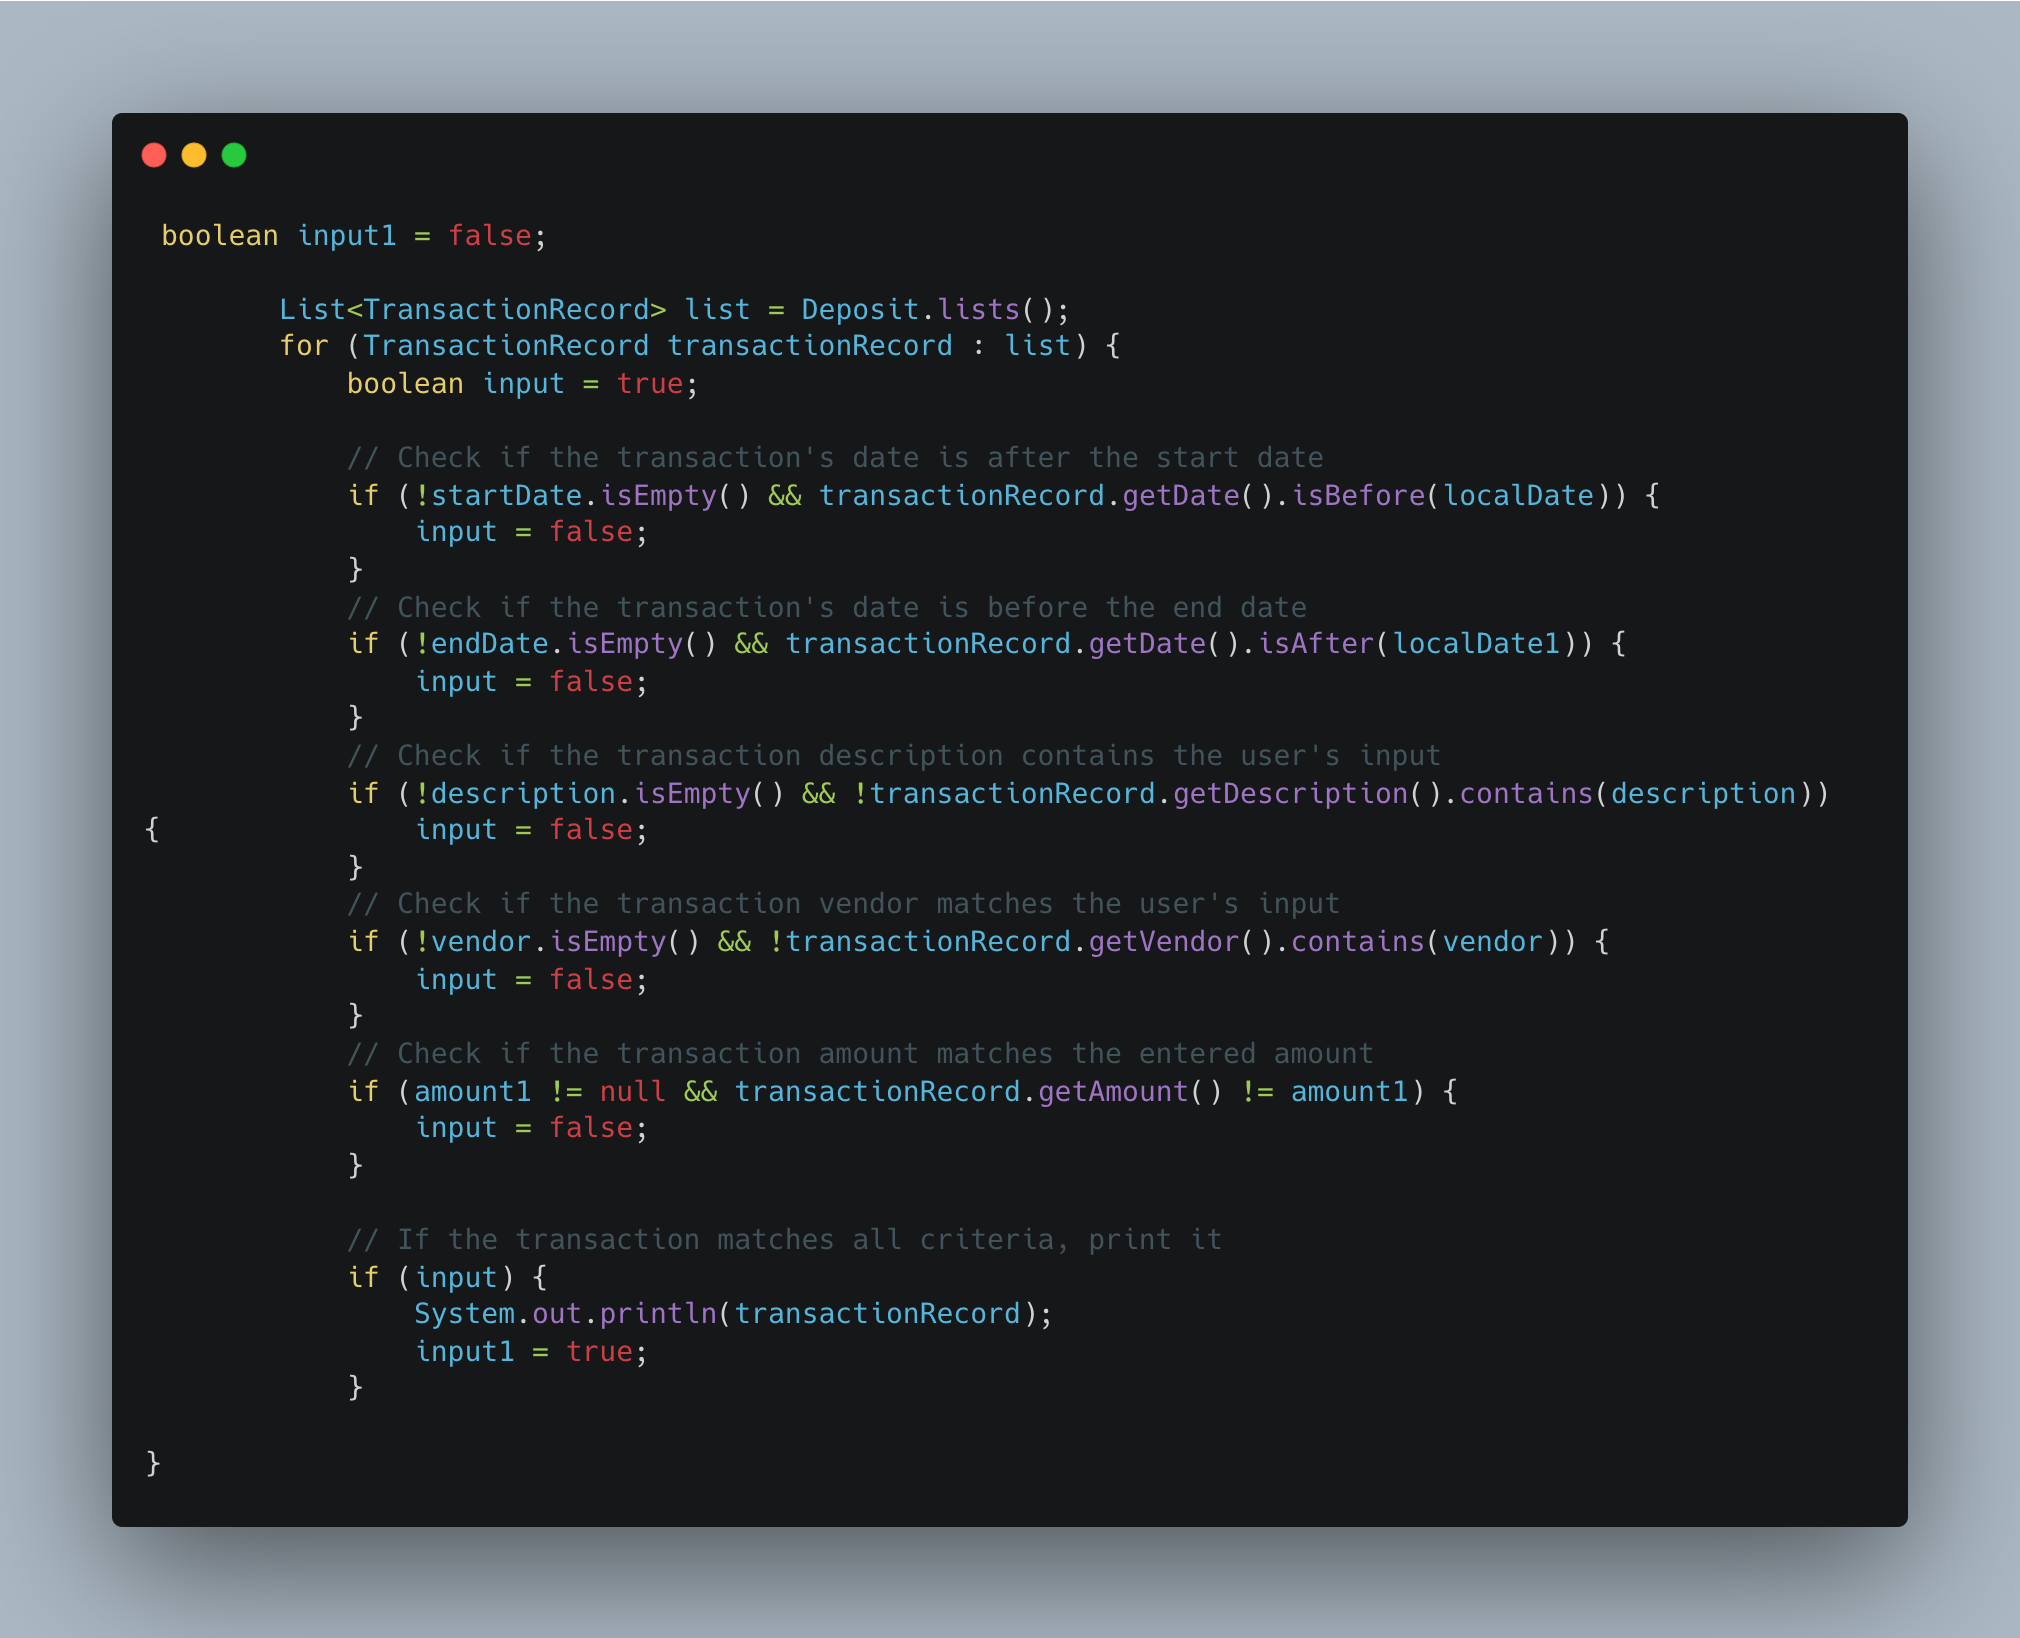 boolean input1 = false;
List<TransactionRecord> list = Deposit.lists();
for (TransactionRecord transactionRecord : list) {
boolean input = true;
// Check if the transaction's date is after the start date
if (!startDate.isEmpty() && transactionRecord.getDate().isBefore(localDate)) {
input = false;
}
// Check if the transaction's date is before the end date
if (!endDate.isEmpty() && transactionRecord.getDate().isAfter(localDate1)) {
input = false;
}
// Check if the transaction description contains the user's input
if (!description.isEmpty() && !transactionRecord.getDescription().contains(description))
{ input = false;
}
// Check if the transaction vendor matches the user's input
if (!vendor.isEmpty() && !transactionRecord.getVendor().contains(vendor)) {
input = false;
}
// Check if the transaction amount matches the entered amount
if (amount1 != null && transactionRecord.getAmount() != amount1) {
input = false;
}
// If the transaction matches all criteria, print it
if (input) {
System.out.println(transactionRecord);
input1 = true;
}
}